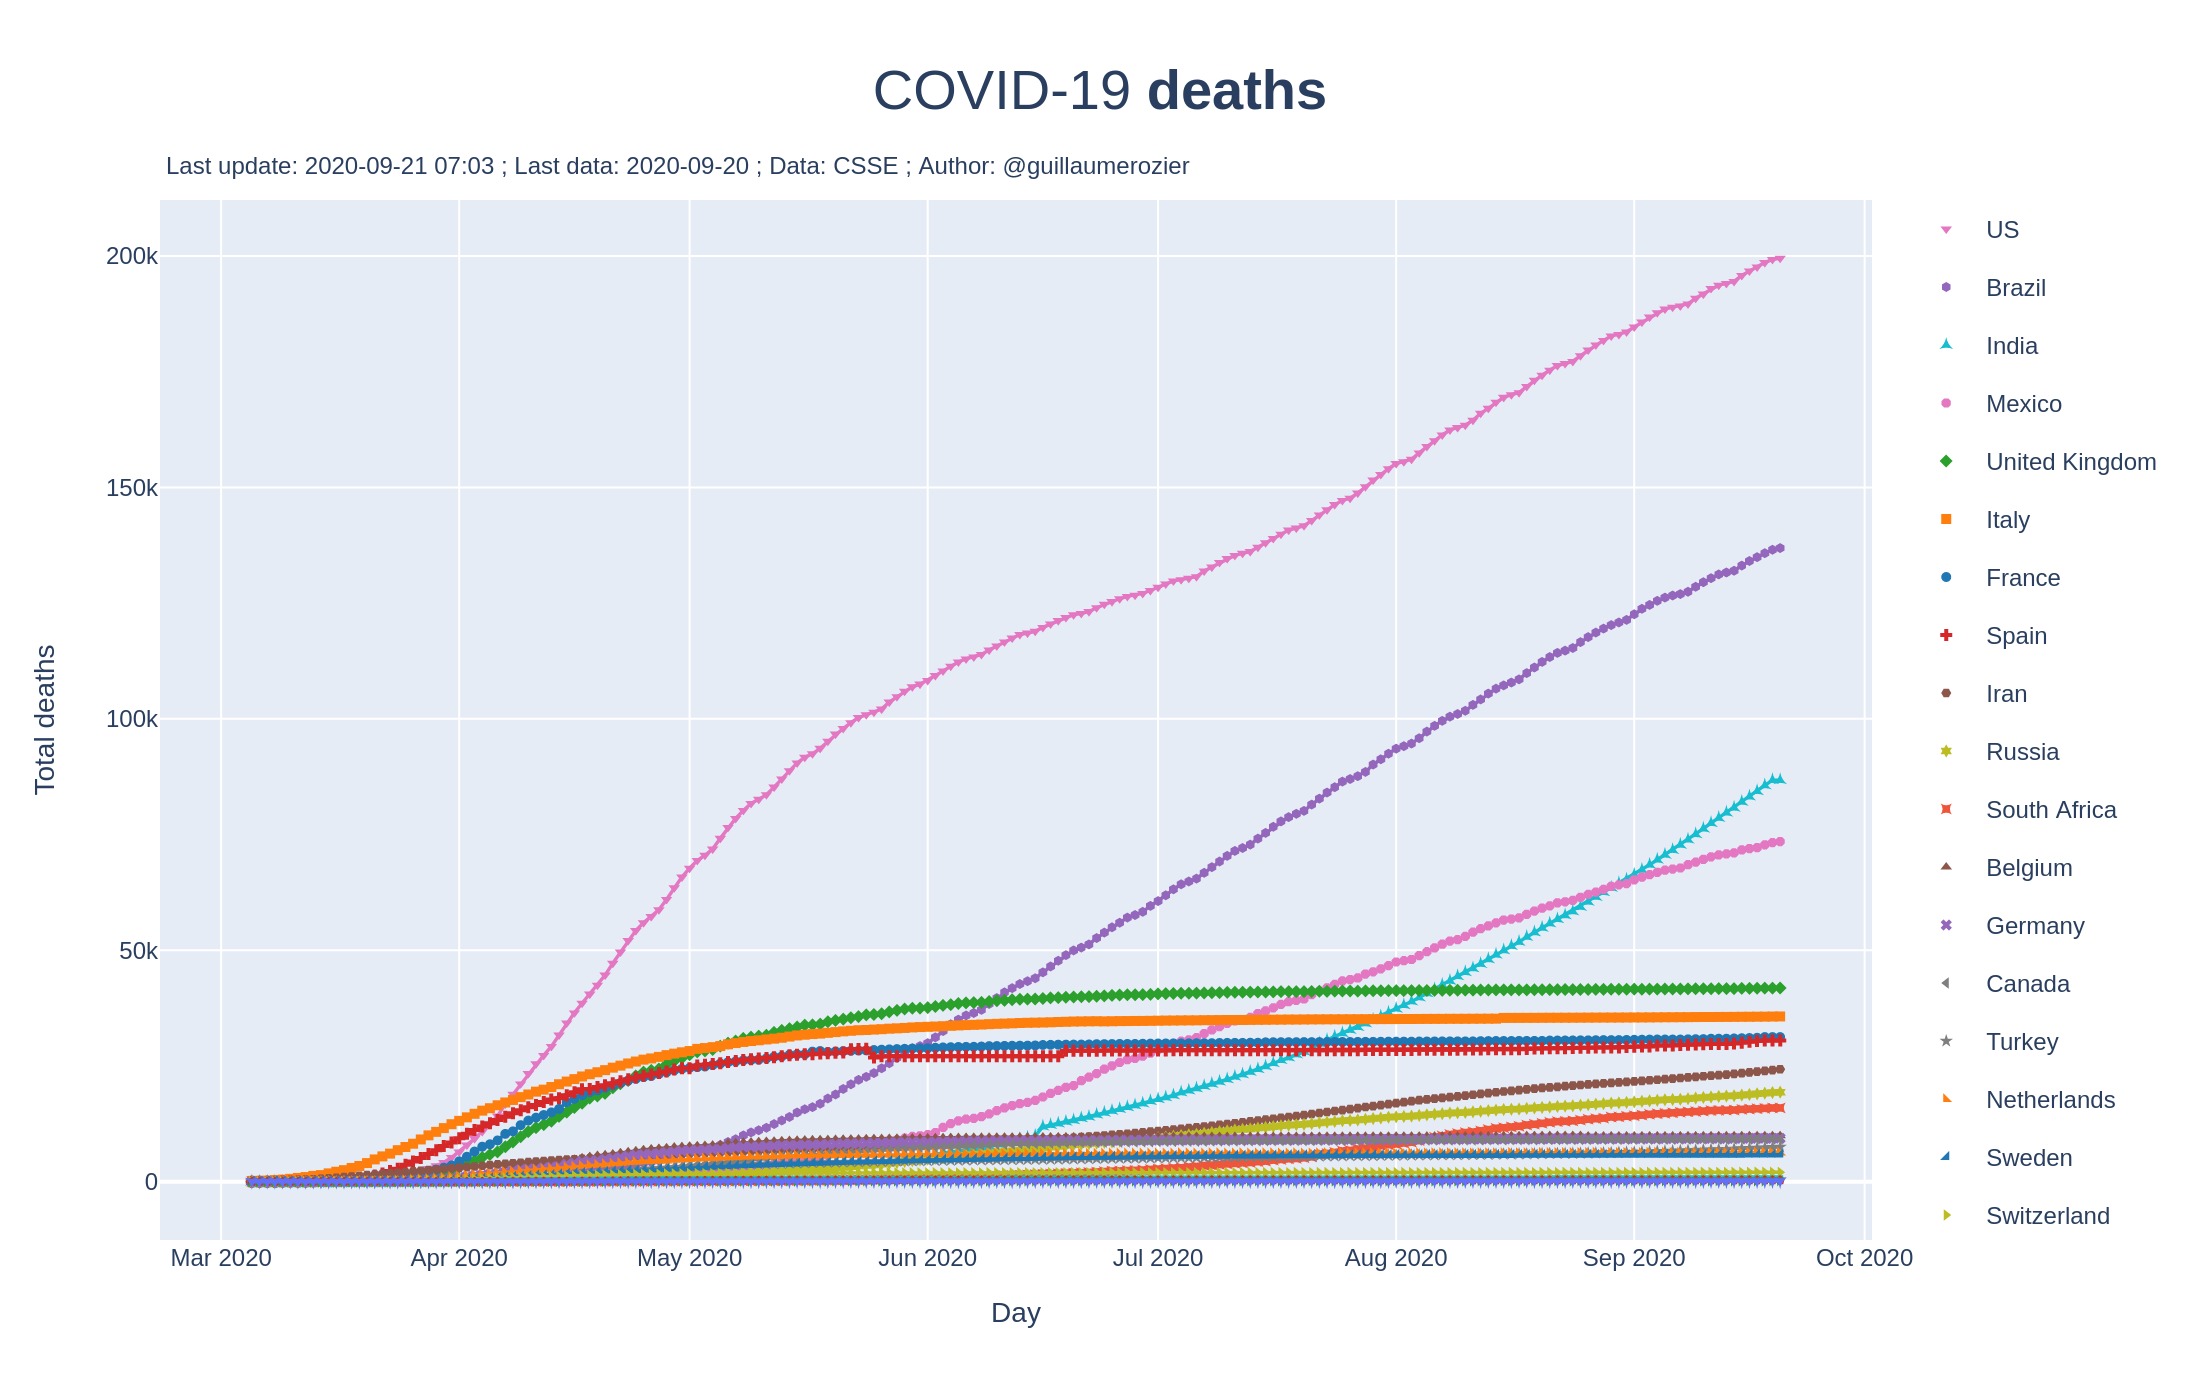 COVID-19 deaths
Last update: 2020-09-21 07:03 ; Last data: 2020-09-20 ; Data: CSSE ; Author: @guillaumerozier
200k
150k
100k
50k
0
Total deaths
Mar 2020
Apr 2020
May 2020
Jun 2020
Jul 2020
Aug 2020
Sep 2020
Oct 2020
Day
US
Brazil
India
Mexico
United Kingdom
Italy
France
Spain
Iran
Russia
South Africa
Belgium
Germany
Canada
Turkey
Netherlands
Sweden
Switzerland